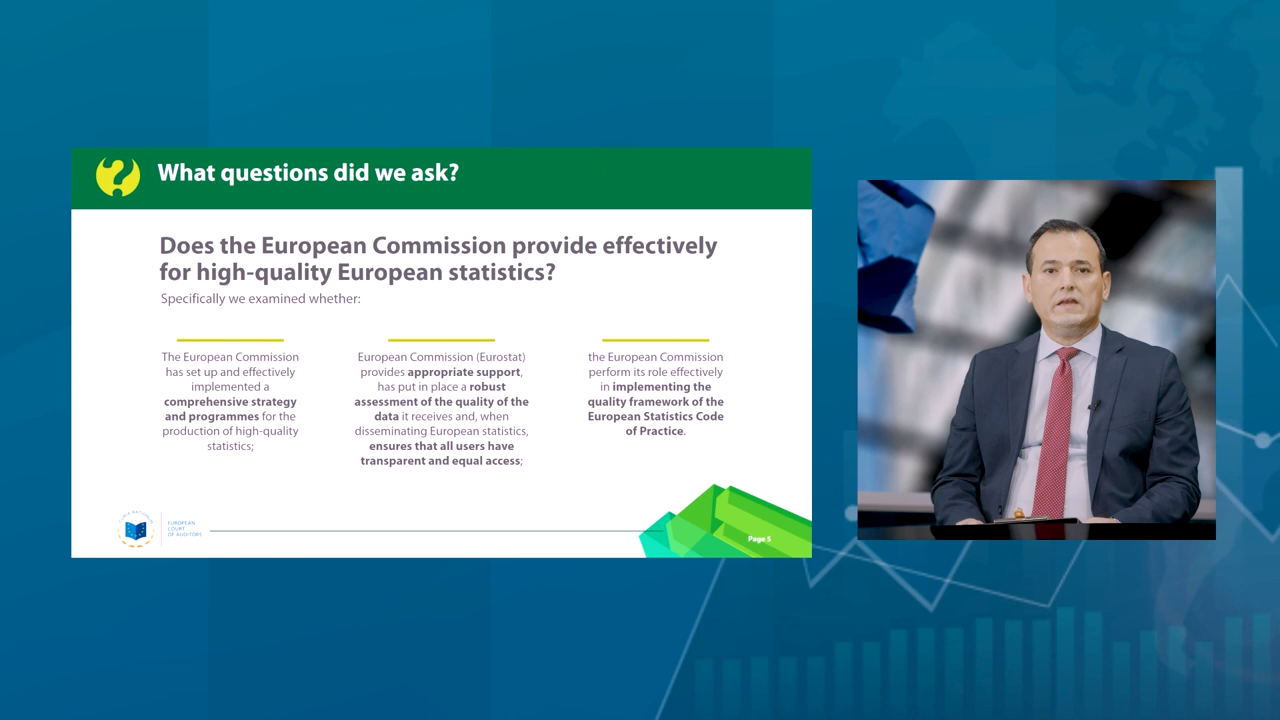 What questions did we ask?
Does the European Commission provide effectively
for high-quality European statistics?
Specifically we examined whether:
The European Commission
has set up and effectively
implemented a
comprehensive strategy
and programmes for the
production of high-quality
statistics;
European Commission (Eurostat)
provides appropriate support,
has put in place a robust
assessment of the quality of the
data it receives and, when
disseminating European statistics,
ensures that all users have
transparent and equal access;
the European Commission
perform its role effectively
in implementing the
quality framework of the
European Statistics Code
of Practice.
EUROPEAN
COURT
OF AUDITORS
Page 5